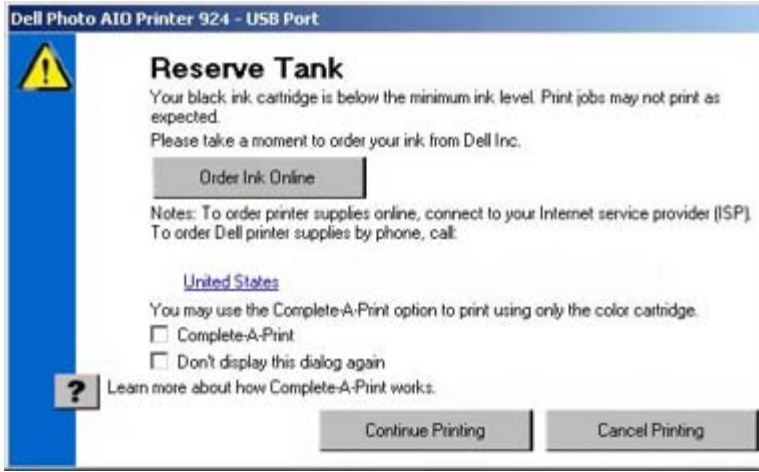 Dell Photo AIO Printer 924 - USB Port
Reserve Tank
Your black ink cartridge is below the minimum ink level. Print jobs may not print as
expected.
Please take a moment to order your ink from Dell Inc.
Order Ink Online
Notes: To order printer supplies online, connect to your Internet service provider (ISP).
To order Dell printer supplies by phone, call:
United States
You may use the Complete-A-Print option to print using only the color cartridge.
Complete-A-Print
Don't display this dialog again
? Learn more about how Complete-A-Print works.
Continue Printing Cancel Printing